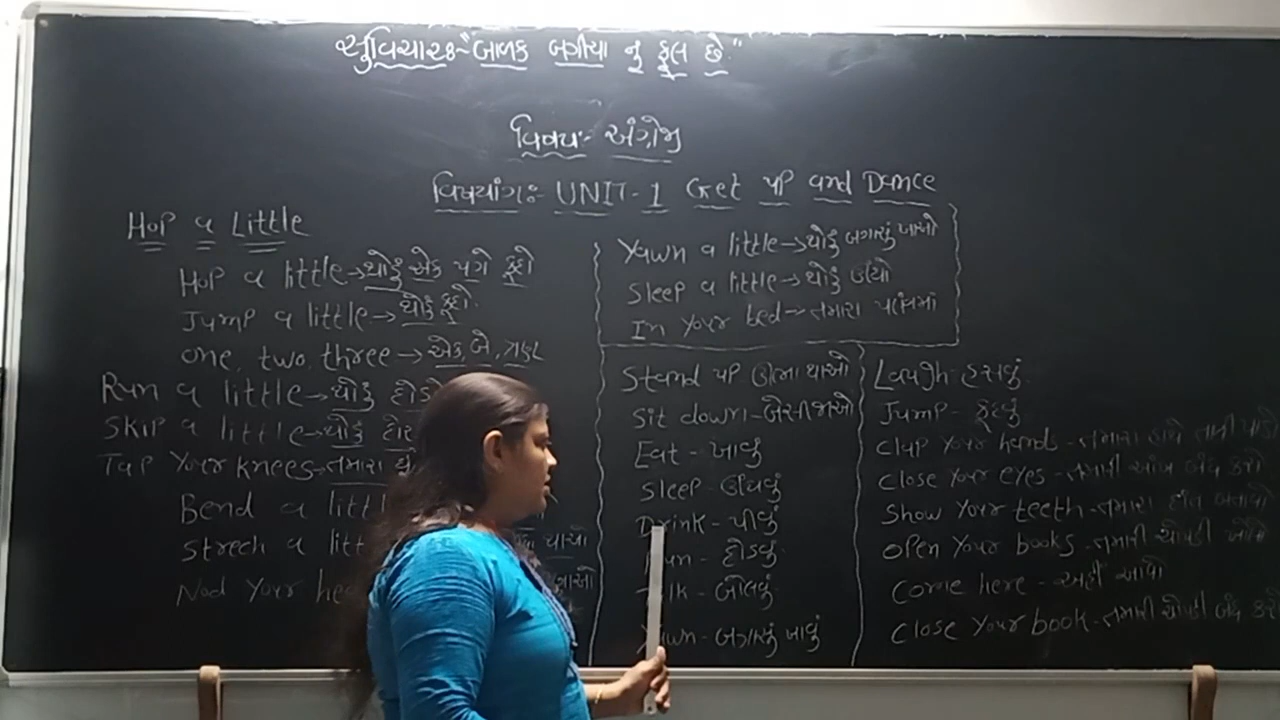 સુવિચારઃ- "બાળક બગીચા નુ ફૂલ છે"
વિષયઃ- અંગ્રેજી
વિષયાંગઃ- UNIT-1 Get up and Dance
Hop a Little
Hop a little→થોડું એક પગે કૂદો
Jump a little→થોડું કૂદો.
one, two, three→એક, બે, ત્રણ
Run a little→થોડું દોડો
Skip a little→થોડું દોર
Tap Your knees→તમારા
Bend a litt
Strech a litt થાઓ
Nod Your hea
Yawn a little→થોડું બગાસું ખાઓ
Sleep a little→થોડું ઊંઘો
In Your bed→તમારા પલંગમાં
Stand up ઊભા થાઓ
Sit down-બેસી જાઓ
Eat-ખાવું
Sleep-ઊંઘવું
Drink-પીવું
Run-દોડવું
Talk-બોલવું
Yawn-બગાસું ખાવું
Laugh-હસવું
Jump-કૂદવું
Clap Your hands-તમારા હાથે તાળી પાડો
Close Your eyes-તમારી આંખ બંધ કરો
Show Your teeth-તમારા દાંત બતાવો
Open Your books-તમારી ચોપડી ખોલો
Come here-અહીં આવો
Close Your book-તમારી ચોપડી બંધ કરો